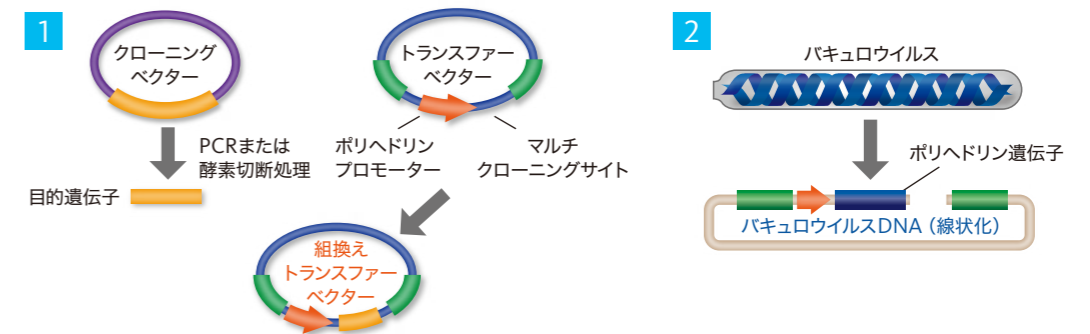 1
クローニング
ベクター
トランスファー
ベクター
PCRまたは
酵素切断処理
ポリヘドリン
プロモーター
マルチ
クローニングサイト
目的遺伝子
組換え
トランスファー
ベクター
2
バキュロウイルス
ポリヘドリン遺伝子
バキュロウイルスDNA（線状化）